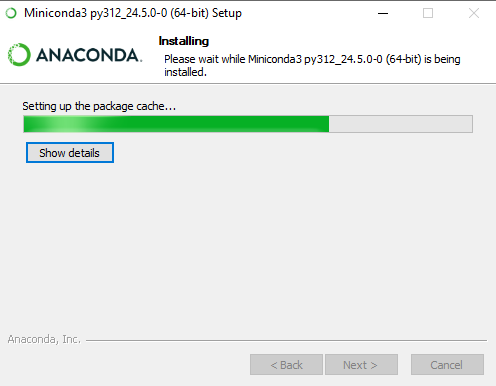 Miniconda3 py312_24.5.0-0 (64-bit) Setup
ANACONDA.
Installing
Please wait while Miniconda3 py312_24.5.0-0 (64-bit) is being
installed.
Setting up the package cache...
Show details
Anaconda, Inc.
< Back Next > Cancel